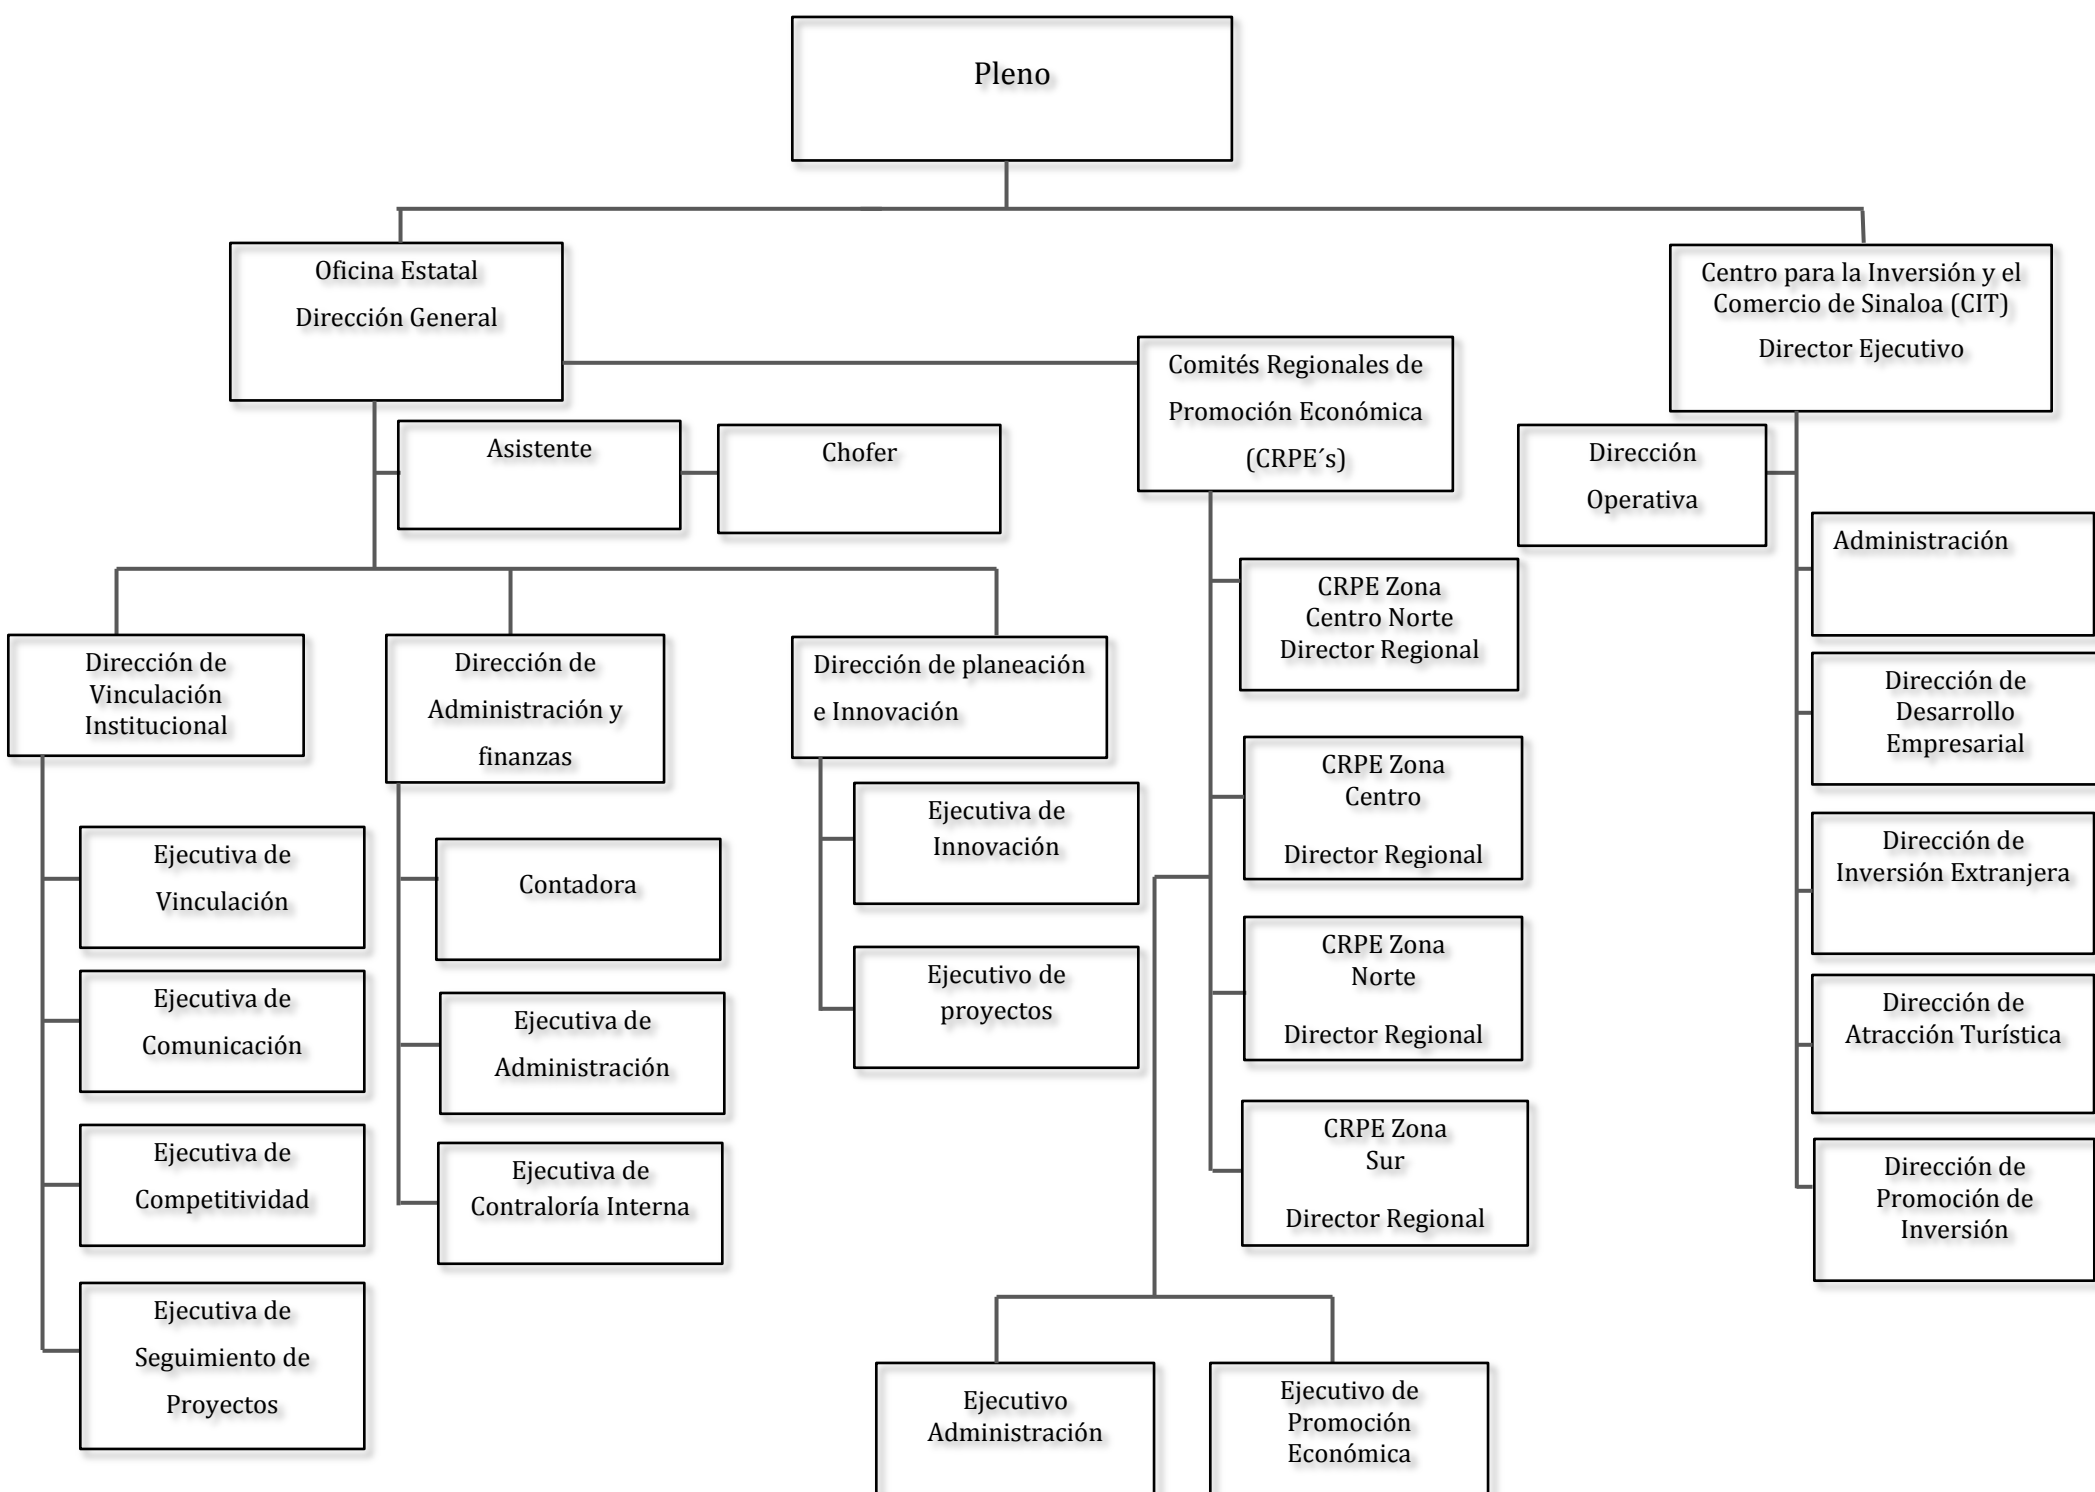 Pleno
Oficina Estatal
Dirección General
Centro para la Inversión y el
Comercio de Sinaloa (CIT)
Director Ejecutivo
Comités Regionales de
Promoción Económica
(CRPE´s)
Asistente
Chofer
Dirección
Operativa
Administración
CRPE Zona
Centro Norte
Director Regional
Dirección de
Vinculación
Institucional
Dirección de
Administración y
finanzas
Dirección de planeación
e Innovación
Dirección de
Desarrollo
Empresarial
CRPE Zona
Centro
Director Regional
Ejecutiva de
Innovación
Ejecutiva de
Vinculación
Contadora
Dirección de
Inversión Extranjera
CRPE Zona
Norte
Director Regional
Ejecutivo de
proyectos
Ejecutiva de
Comunicación
Ejecutiva de
Administración
Dirección de
Atracción Turística
CRPE Zona
Sur
Director Regional
Ejecutiva de
Competitividad
Ejecutiva de
Contraloría Interna
Dirección de
Promoción de
Inversión
Ejecutiva de
Seguimiento de
Proyectos
Ejecutivo
Administración
Ejecutivo de
Promoción
Económica